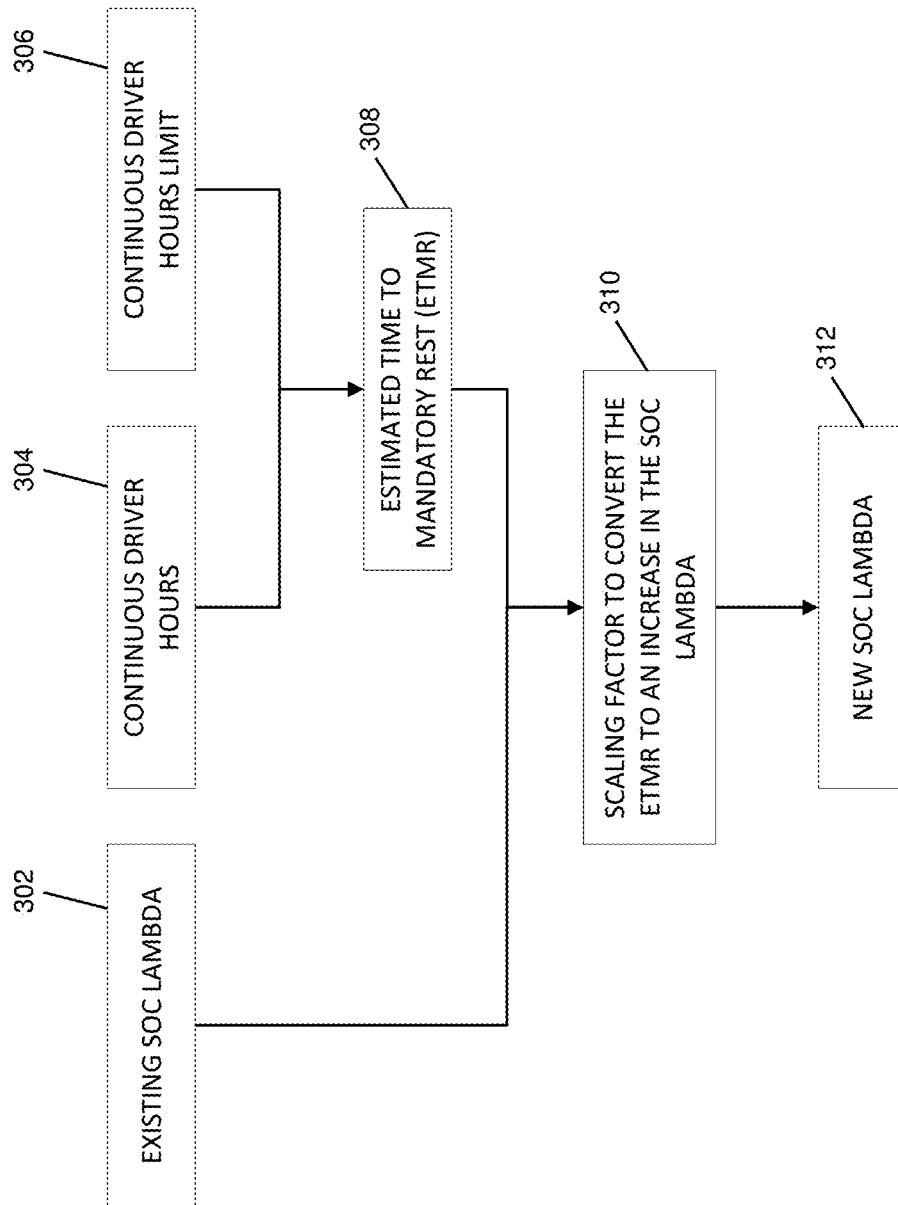 302
EXISTING SOC LAMBDA
304
CONTINUOUS DRIVER
HOURS
306
CONTINUOUS DRIVER
HOURS LIMIT
308
ESTIMATED TIME TO
MANDATORY REST (ETMR)
310
SCALING FACTOR TO CONVERT THE
ETMR TO AN INCREASE IN THE SOC
LAMBDA
312
NEW SOC LAMBDA